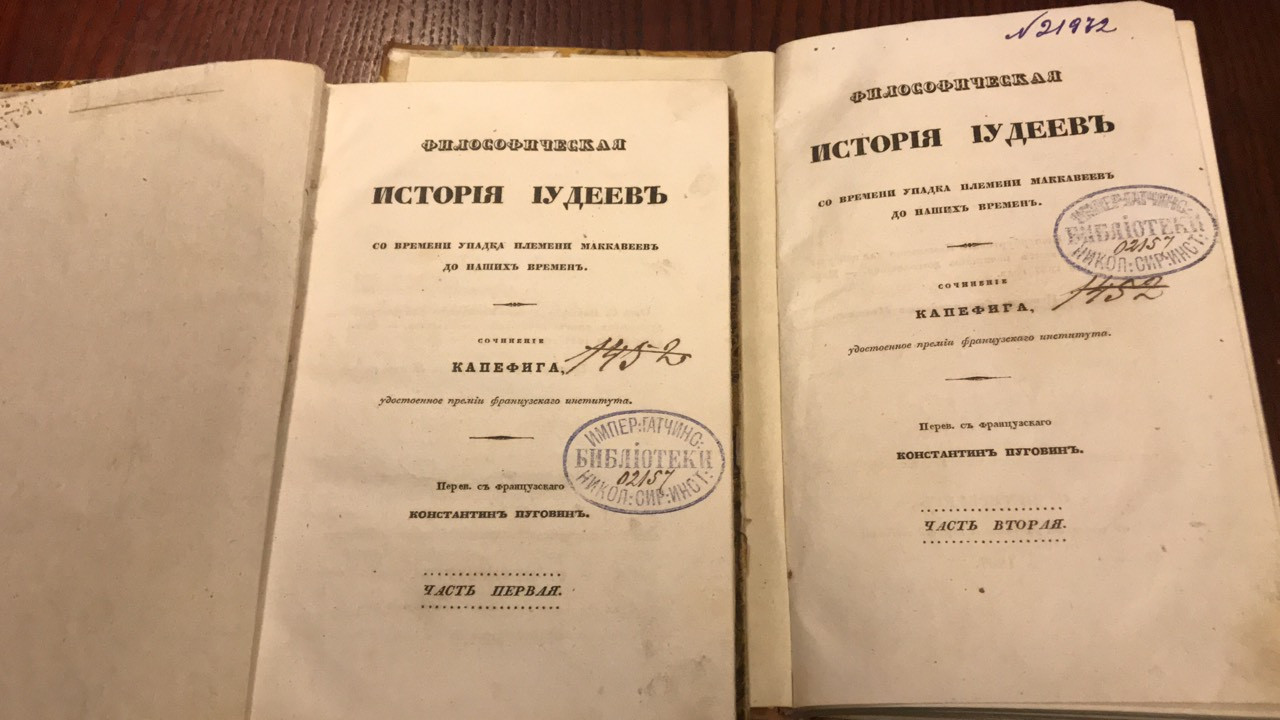 ФИЛОСОФИЧЕСКАЯ
ИСТОРІЯ ІУДЕЕВЪ
СО ВРЕМЕНИ УПАДКА ПЛЕМЕНИ МАККАВЕЕВЪ
ДО НАШИХЪ ВРЕМЕНЪ.
СОЧИНЕНІЕ
КАПЕФИГА,
1452
удостоенное преміи французскаго института.
ИМПЕР:ГАТЧИНС:
БИБЛІОТЕКИ
02157
НИКОЛ:СИР:ИНСТ:
Перев. съ французскаго
КОНСТАНТИНЪ ПУГОВИНЪ.
ЧАСТЬ ПЕРВАЯ.
№21972
ФИЛОСОФИЧЕСКАЯ
ИСТОРІЯ ІУДЕЕВЪ
СО ВРЕМЕНИ УПАДКА ПЛЕМЕНИ МАККАВЕЕВЪ
ДО НАШИХЪ ВРЕМЕНЪ.
ИМПЕР:ГАТЧИНС:
БИБЛІОТЕКИ
02157
НИКОЛ:СИР:ИНСТ:
СОЧИНЕНІЕ
КАПЕФИГА,
1452
удостоенное преміи французскаго института.
Перев. съ французскаго
КОНСТАНТИНЪ ПУГОВИНЪ.
ЧАСТЬ ВТОРАЯ.